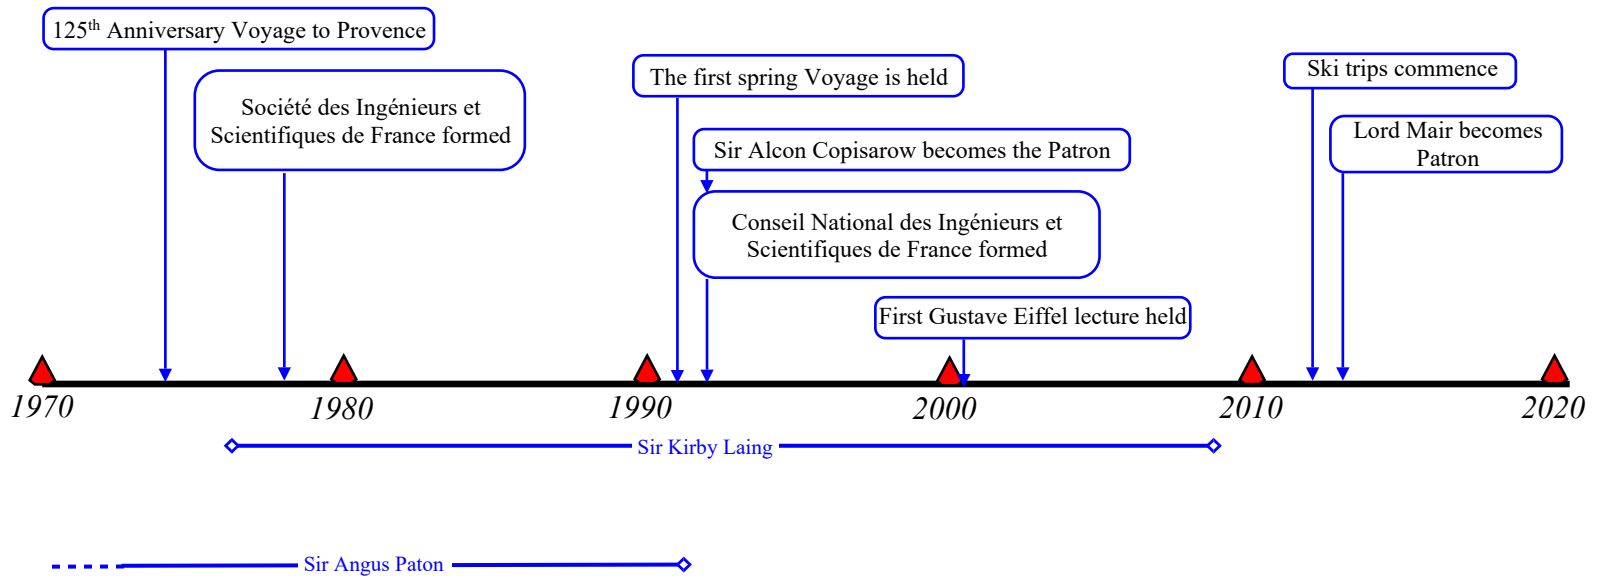 125th Anniversary Voyage to Provence
Société des Ingénieurs et
Scientifiques de France formed
The first spring Voyage is held
Sir Alcon Copisarow becomes the Patron
Conseil National des Ingénieurs et
Scientifiques de France formed
First Gustave Eiffel lecture held
Ski trips commence
Lord Mair becomes
Patron
1970
1980
1990
2000
2010
2020
Sir Kirby Laing
Sir Angus Paton